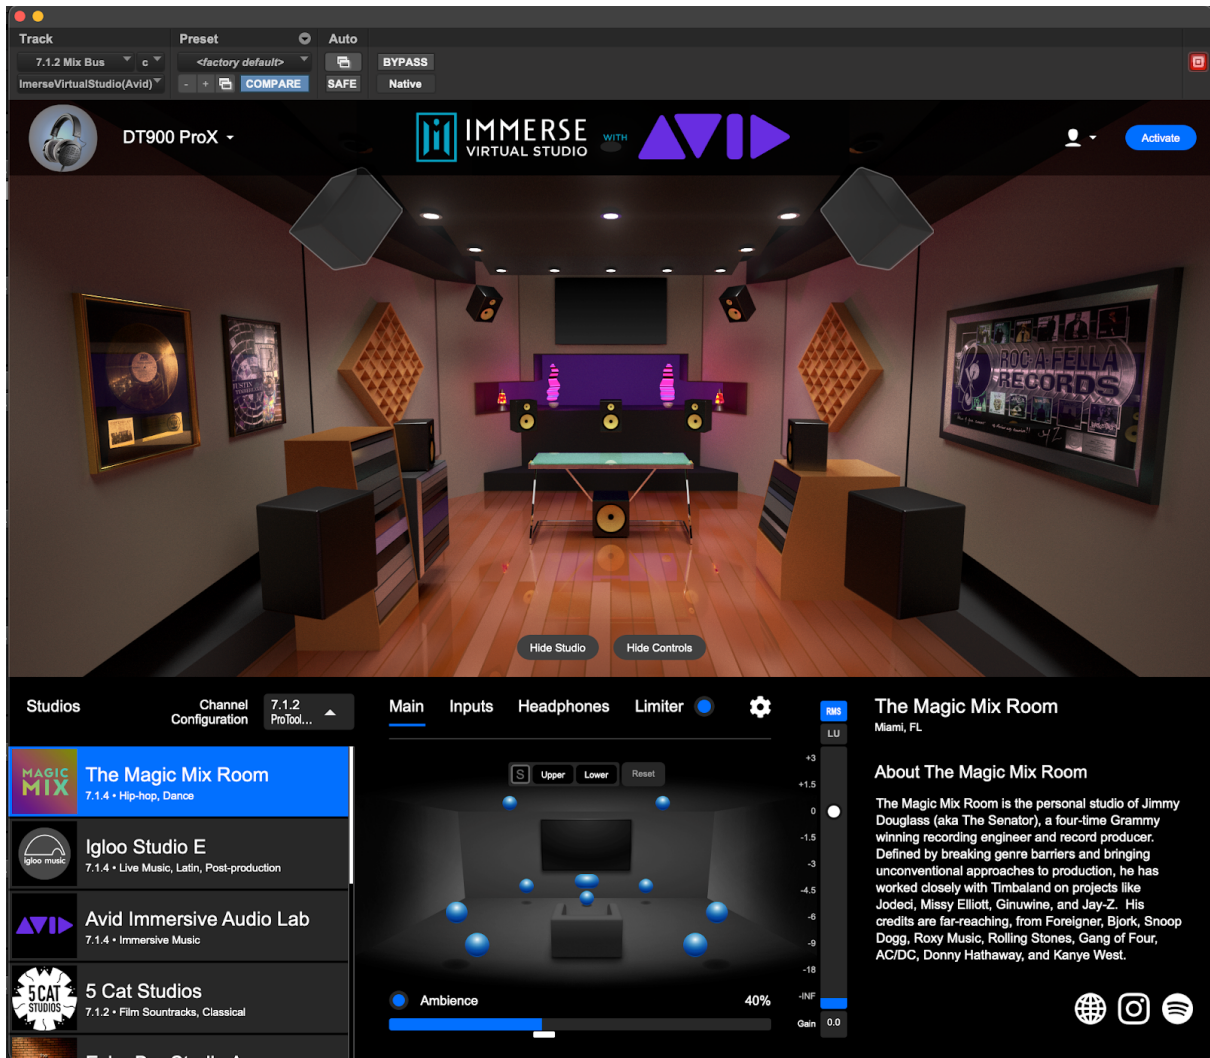 Track
Preset
Auto
7.1.2 Mix Bus
c
<factory default>
BYPASS
ImerseVirtualStudio(Avid)
-
+
COMPARE
SAFE
Native
DT900 ProX
IMMERSE
VIRTUAL STUDIO
WITH
AVID
Activate
ROC-A-FELLA
RECORDS
Hide Studio
Hide Controls
Studios
Channel
Configuration
7.1.2
ProTool...
MAGIC
MIX
The Magic Mix Room
7.1.4 • Hip-hop, Dance
igloo music
Igloo Studio E
7.1.4 • Live Music, Latin, Post-production
AVID
Avid Immersive Audio Lab
7.1.4 • Immersive Music
5 CAT
STUDIOS
5 Cat Studios
7.1.2 • Film Sountracks, Classical
Main
Inputs
Headphones
Limiter
S
Upper
Lower
Reset
Ambience
40%
RMS
LU
+3
+1.5
0
-1.5
-3
-4.5
-6
-9
-18
-INF
Gain
0.0
The Magic Mix Room
Miami, FL
About The Magic Mix Room
The Magic Mix Room is the personal studio of Jimmy
Douglass (aka The Senator), a four-time Grammy
winning recording engineer and record producer.
Defined by breaking genre barriers and bringing
unconventional approaches to production, he has
worked closely with Timbaland on projects like
Jodeci, Missy Elliott, Ginuwine, and Jay-Z.  His
credits are far-reaching, from Foreigner, Bjork, Snoop
Dogg, Roxy Music, Rolling Stones, Gang of Four,
AC/DC, Donny Hathaway, and Kanye West.